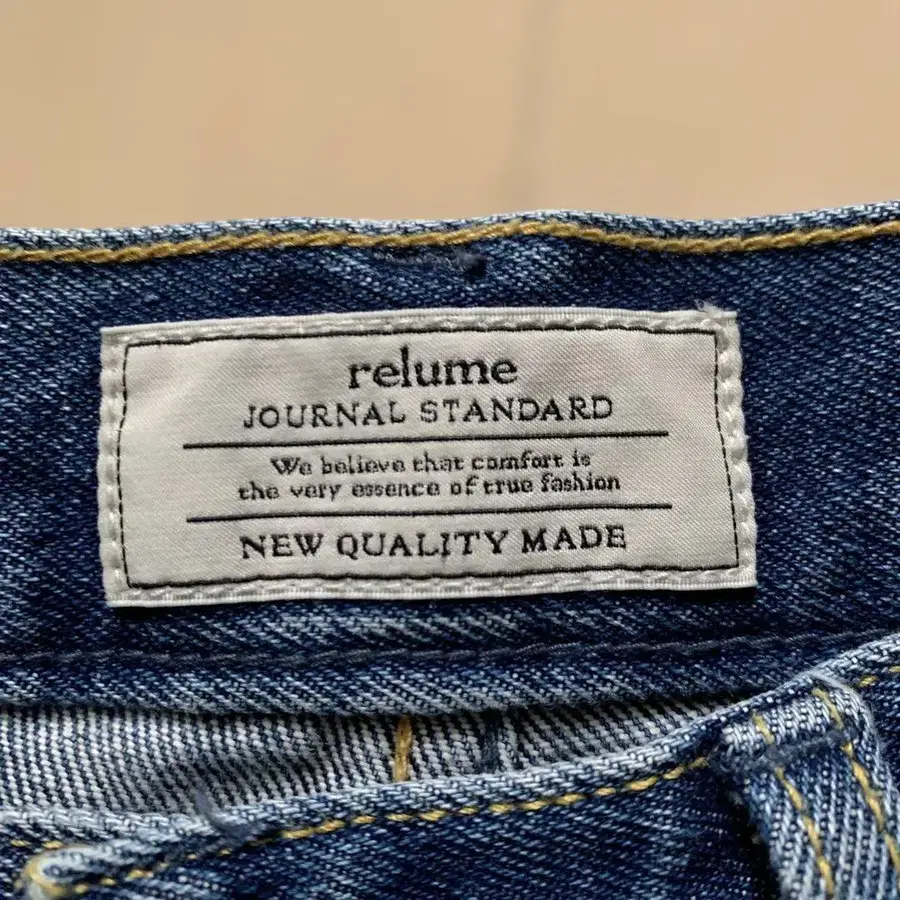 relume
JOURNAL STANDARD
We believe that comfort is
the very essence of true fashion
NEW QUALITY MADE